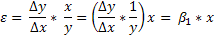 ε = Δy/Δx * x/y = (Δy/Δx * 1/y) x = β₁ * x